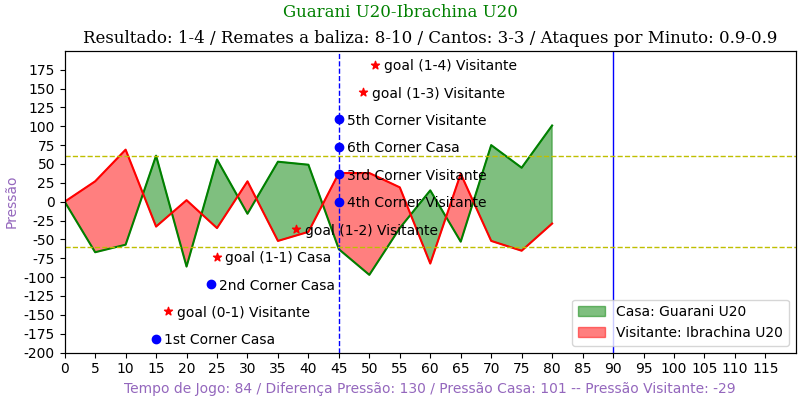 Guarani U20-Ibrachina U20
Resultado: 1-4 / Remates a baliza: 8-10 / Cantos: 3-3 / Ataques por Minuto: 0.9-0.9
Pressão
175
150
125
100
75
50
25
0
-25
-50
-75
-100
-125
-150
-175
-200
goal (1-4) Visitante
goal (1-3) Visitante
5th Corner Visitante
6th Corner Casa
3rd Corner Visitante
4th Corner Visitante
goal (1-2) Visitante
goal (1-1) Casa
2nd Corner Casa
goal (0-1) Visitante
1st Corner Casa
Casa: Guarani U20
Visitante: Ibrachina U20
0 5 10 15 20 25 30 35 40 45 50 55 60 65 70 75 80 85 90 95 100 105 110 115
Tempo de Jogo: 84 / Diferença Pressão: 130 / Pressão Casa: 101 -- Pressão Visitante: -29